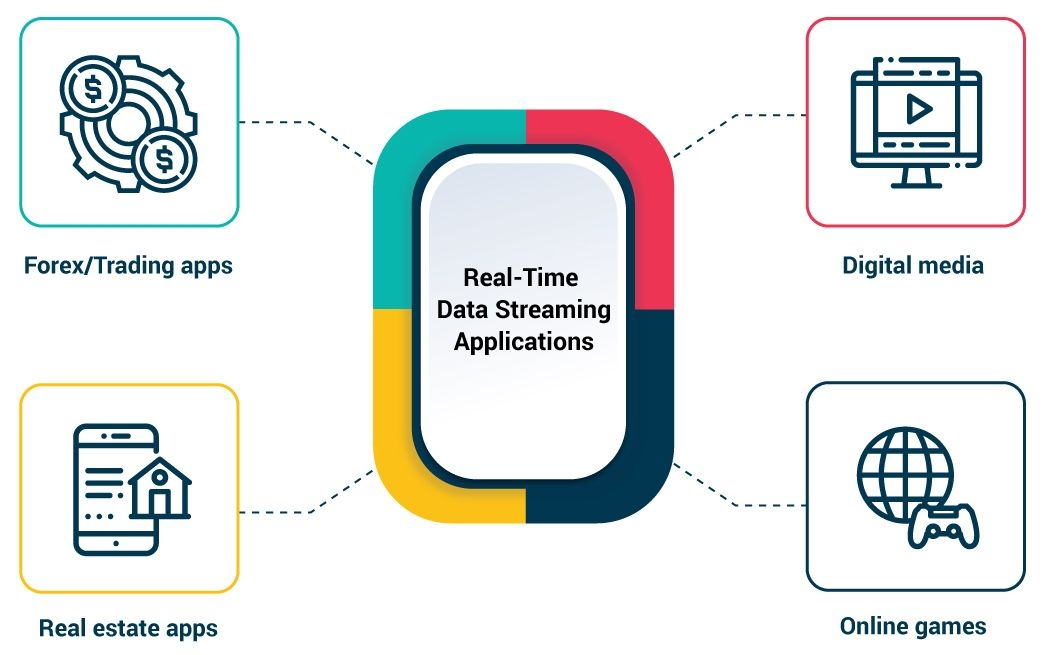 Forex/Trading apps
Digital media
Real-Time
Data Streaming
Applications
Real estate apps
Online games
$
$